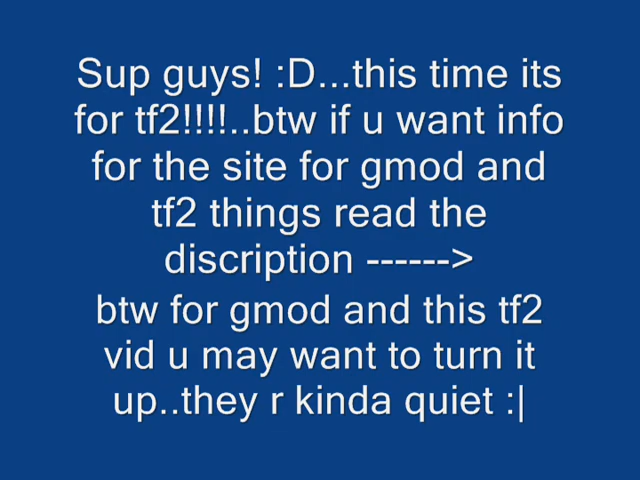 Sup guys! :D...this time its
for tf2!!!!..btw if u want info
for the site for gmod and
tf2 things read the
discription ------>
btw for gmod and this tf2
vid u may want to turn it
up..they r kinda quiet :|